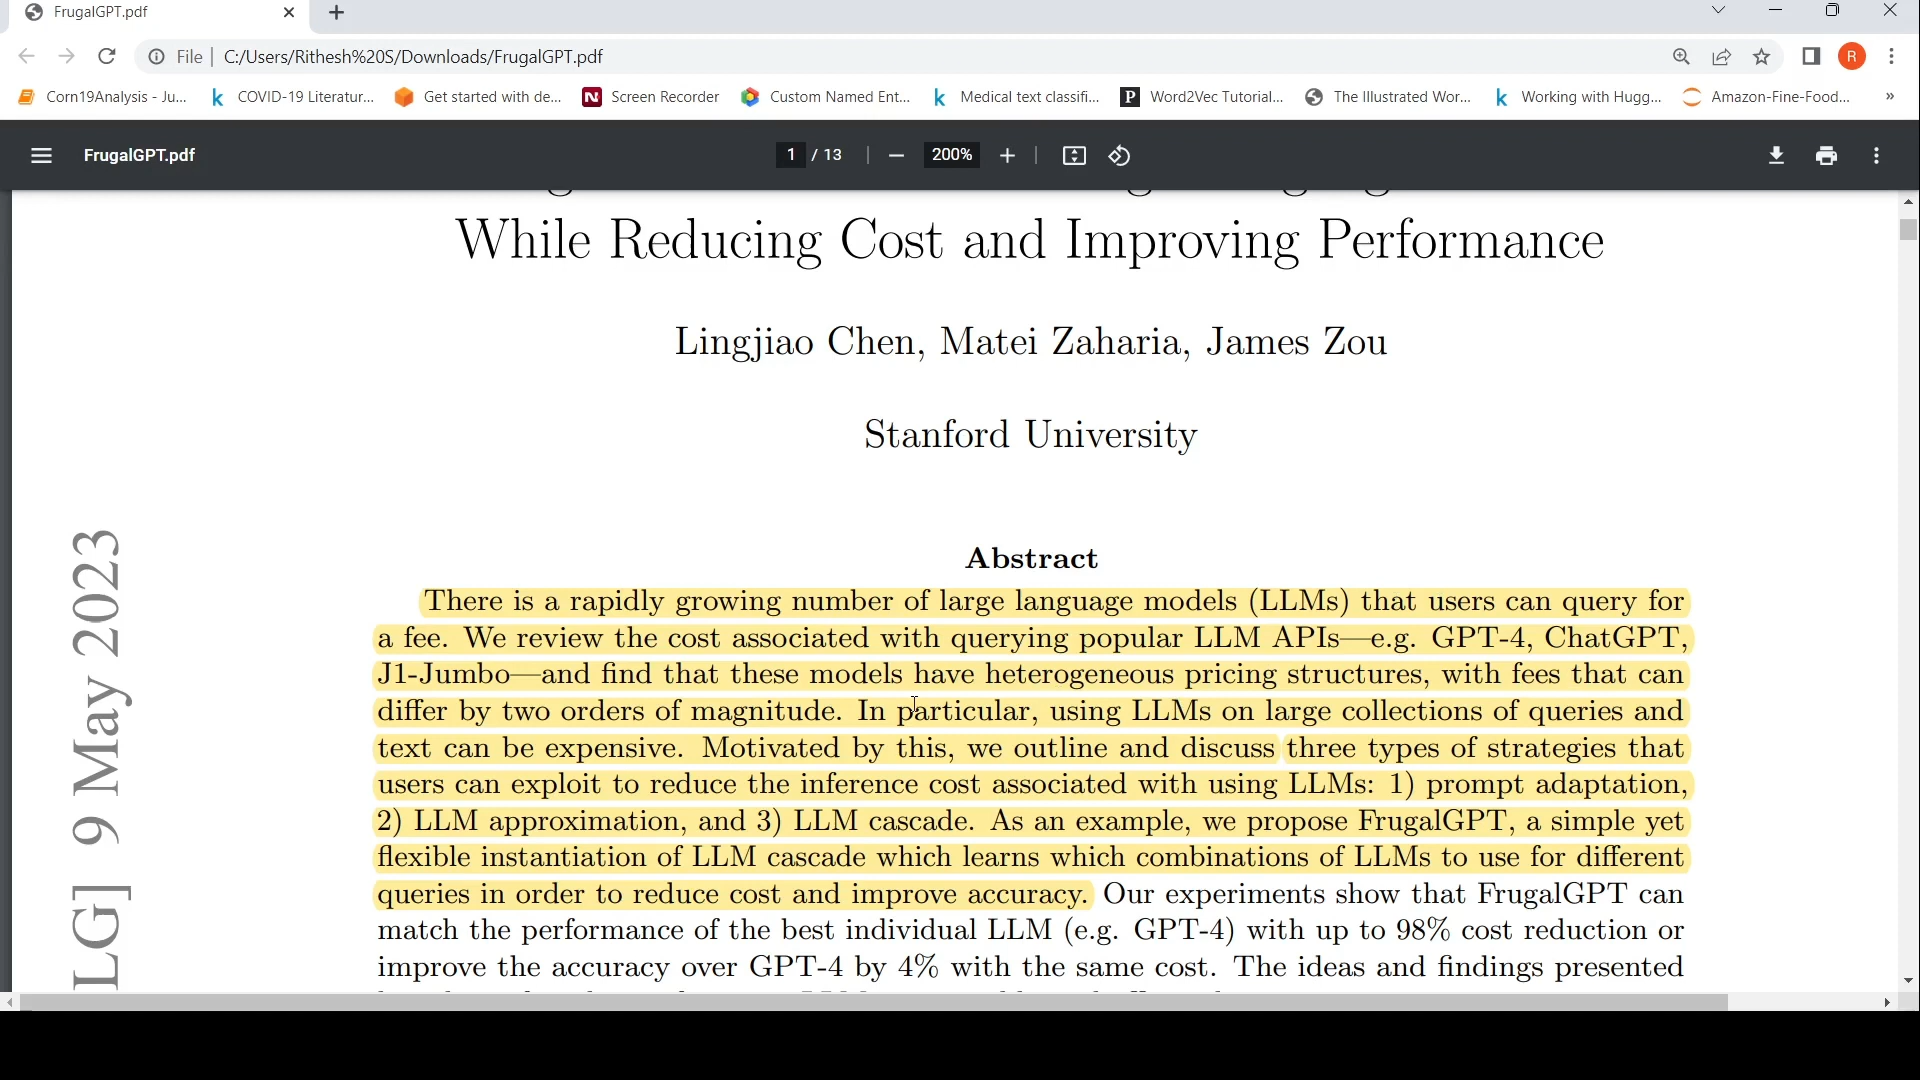 FrugalGPT.pdf
File | C:/Users/Rithesh%20S/Downloads/FrugalGPT.pdf
R
Corn19Analysis - Ju...
COVID-19 Literatur...
Get started with de...
Screen Recorder
Custom Named Ent...
Medical text classifi...
Word2Vec Tutorial...
The Illustrated Wor...
Working with Hugg...
Amazon-Fine-Food...
»
FrugalGPT.pdf
1 / 13
200%
While Reducing Cost and Improving Performance
Lingjiao Chen, Matei Zaharia, James Zou
Stanford University
Abstract
There is a rapidly growing number of large language models (LLMs) that users can query for
a fee. We review the cost associated with querying popular LLM APIs—e.g. GPT-4, ChatGPT,
J1-Jumbo—and find that these models have heterogeneous pricing structures, with fees that can
differ by two orders of magnitude. In particular, using LLMs on large collections of queries and
text can be expensive. Motivated by this, we outline and discuss three types of strategies that
users can exploit to reduce the inference cost associated with using LLMs: 1) prompt adaptation,
2) LLM approximation, and 3) LLM cascade. As an example, we propose FrugalGPT, a simple yet
flexible instantiation of LLM cascade which learns which combinations of LLMs to use for different
queries in order to reduce cost and improve accuracy. Our experiments show that FrugalGPT can
match the performance of the best individual LLM (e.g. GPT-4) with up to 98% cost reduction or
improve the accuracy over GPT-4 by 4% with the same cost. The ideas and findings presented
LG] 9 May 2023